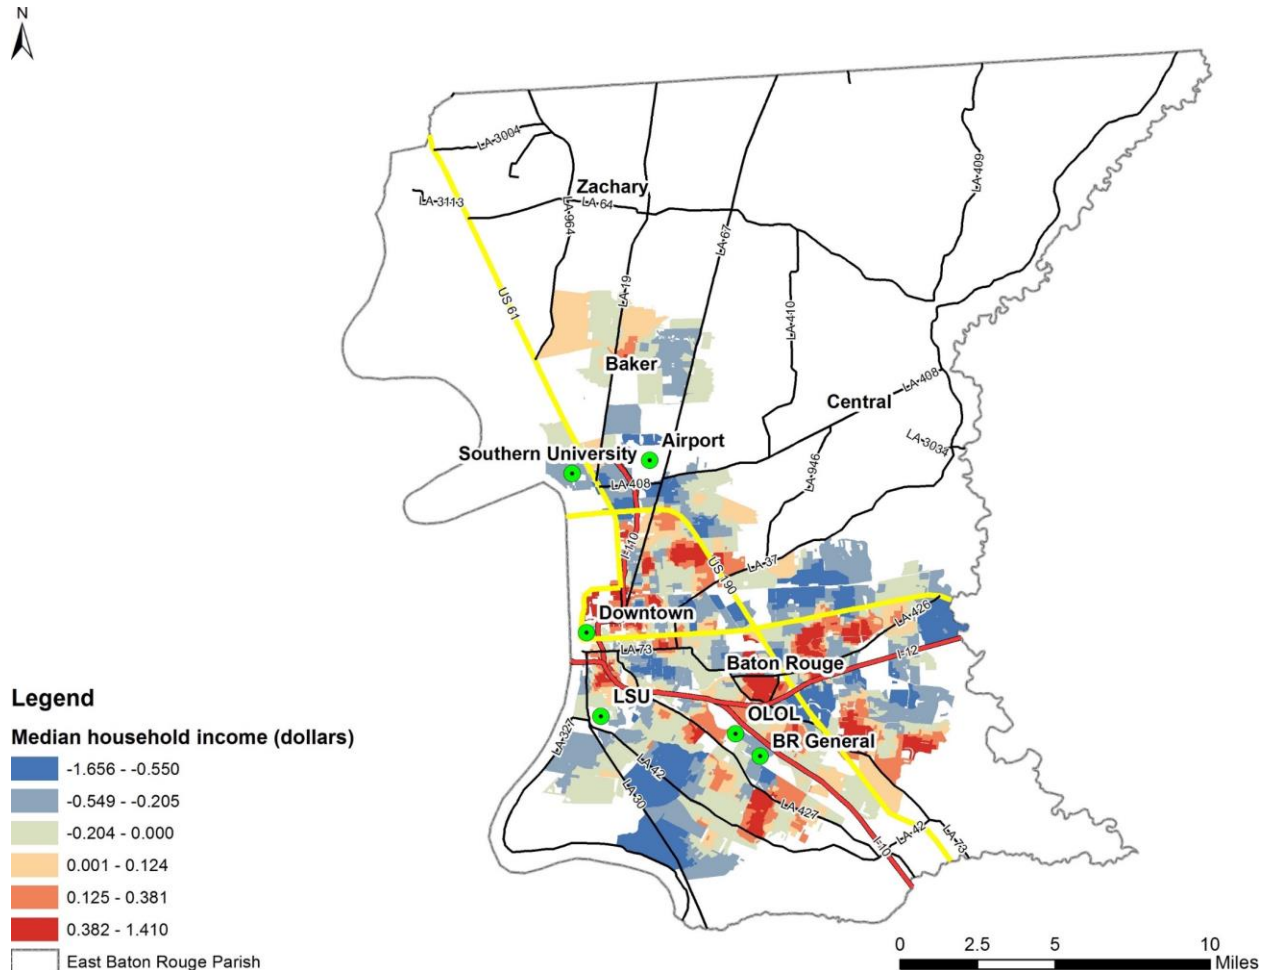 N
LA-3004
Zachary
LA-3113
LA-964
LA-64
LA-409
LA-67
LA-19
US 61
LA-410
Baker
Central
LA-408
Airport
Southern University
LA-3034
LA-946
LA 408
I-110
US 190
LA-37
Downtown
LA-426
LA-73
Baton Rouge
I-12
LSU
OLOL
LA-327
BR General
LA-42
LA-30
LA 427
I-10
LA-42
LA-73
Legend
Median household income (dollars)
-1.656 - -0.550
-0.549 - -0.205
-0.204 - 0.000
0.001 - 0.124
0.125 - 0.381
0.382 - 1.410
East Baton Rouge Parish
0 2.5 5 10
Miles